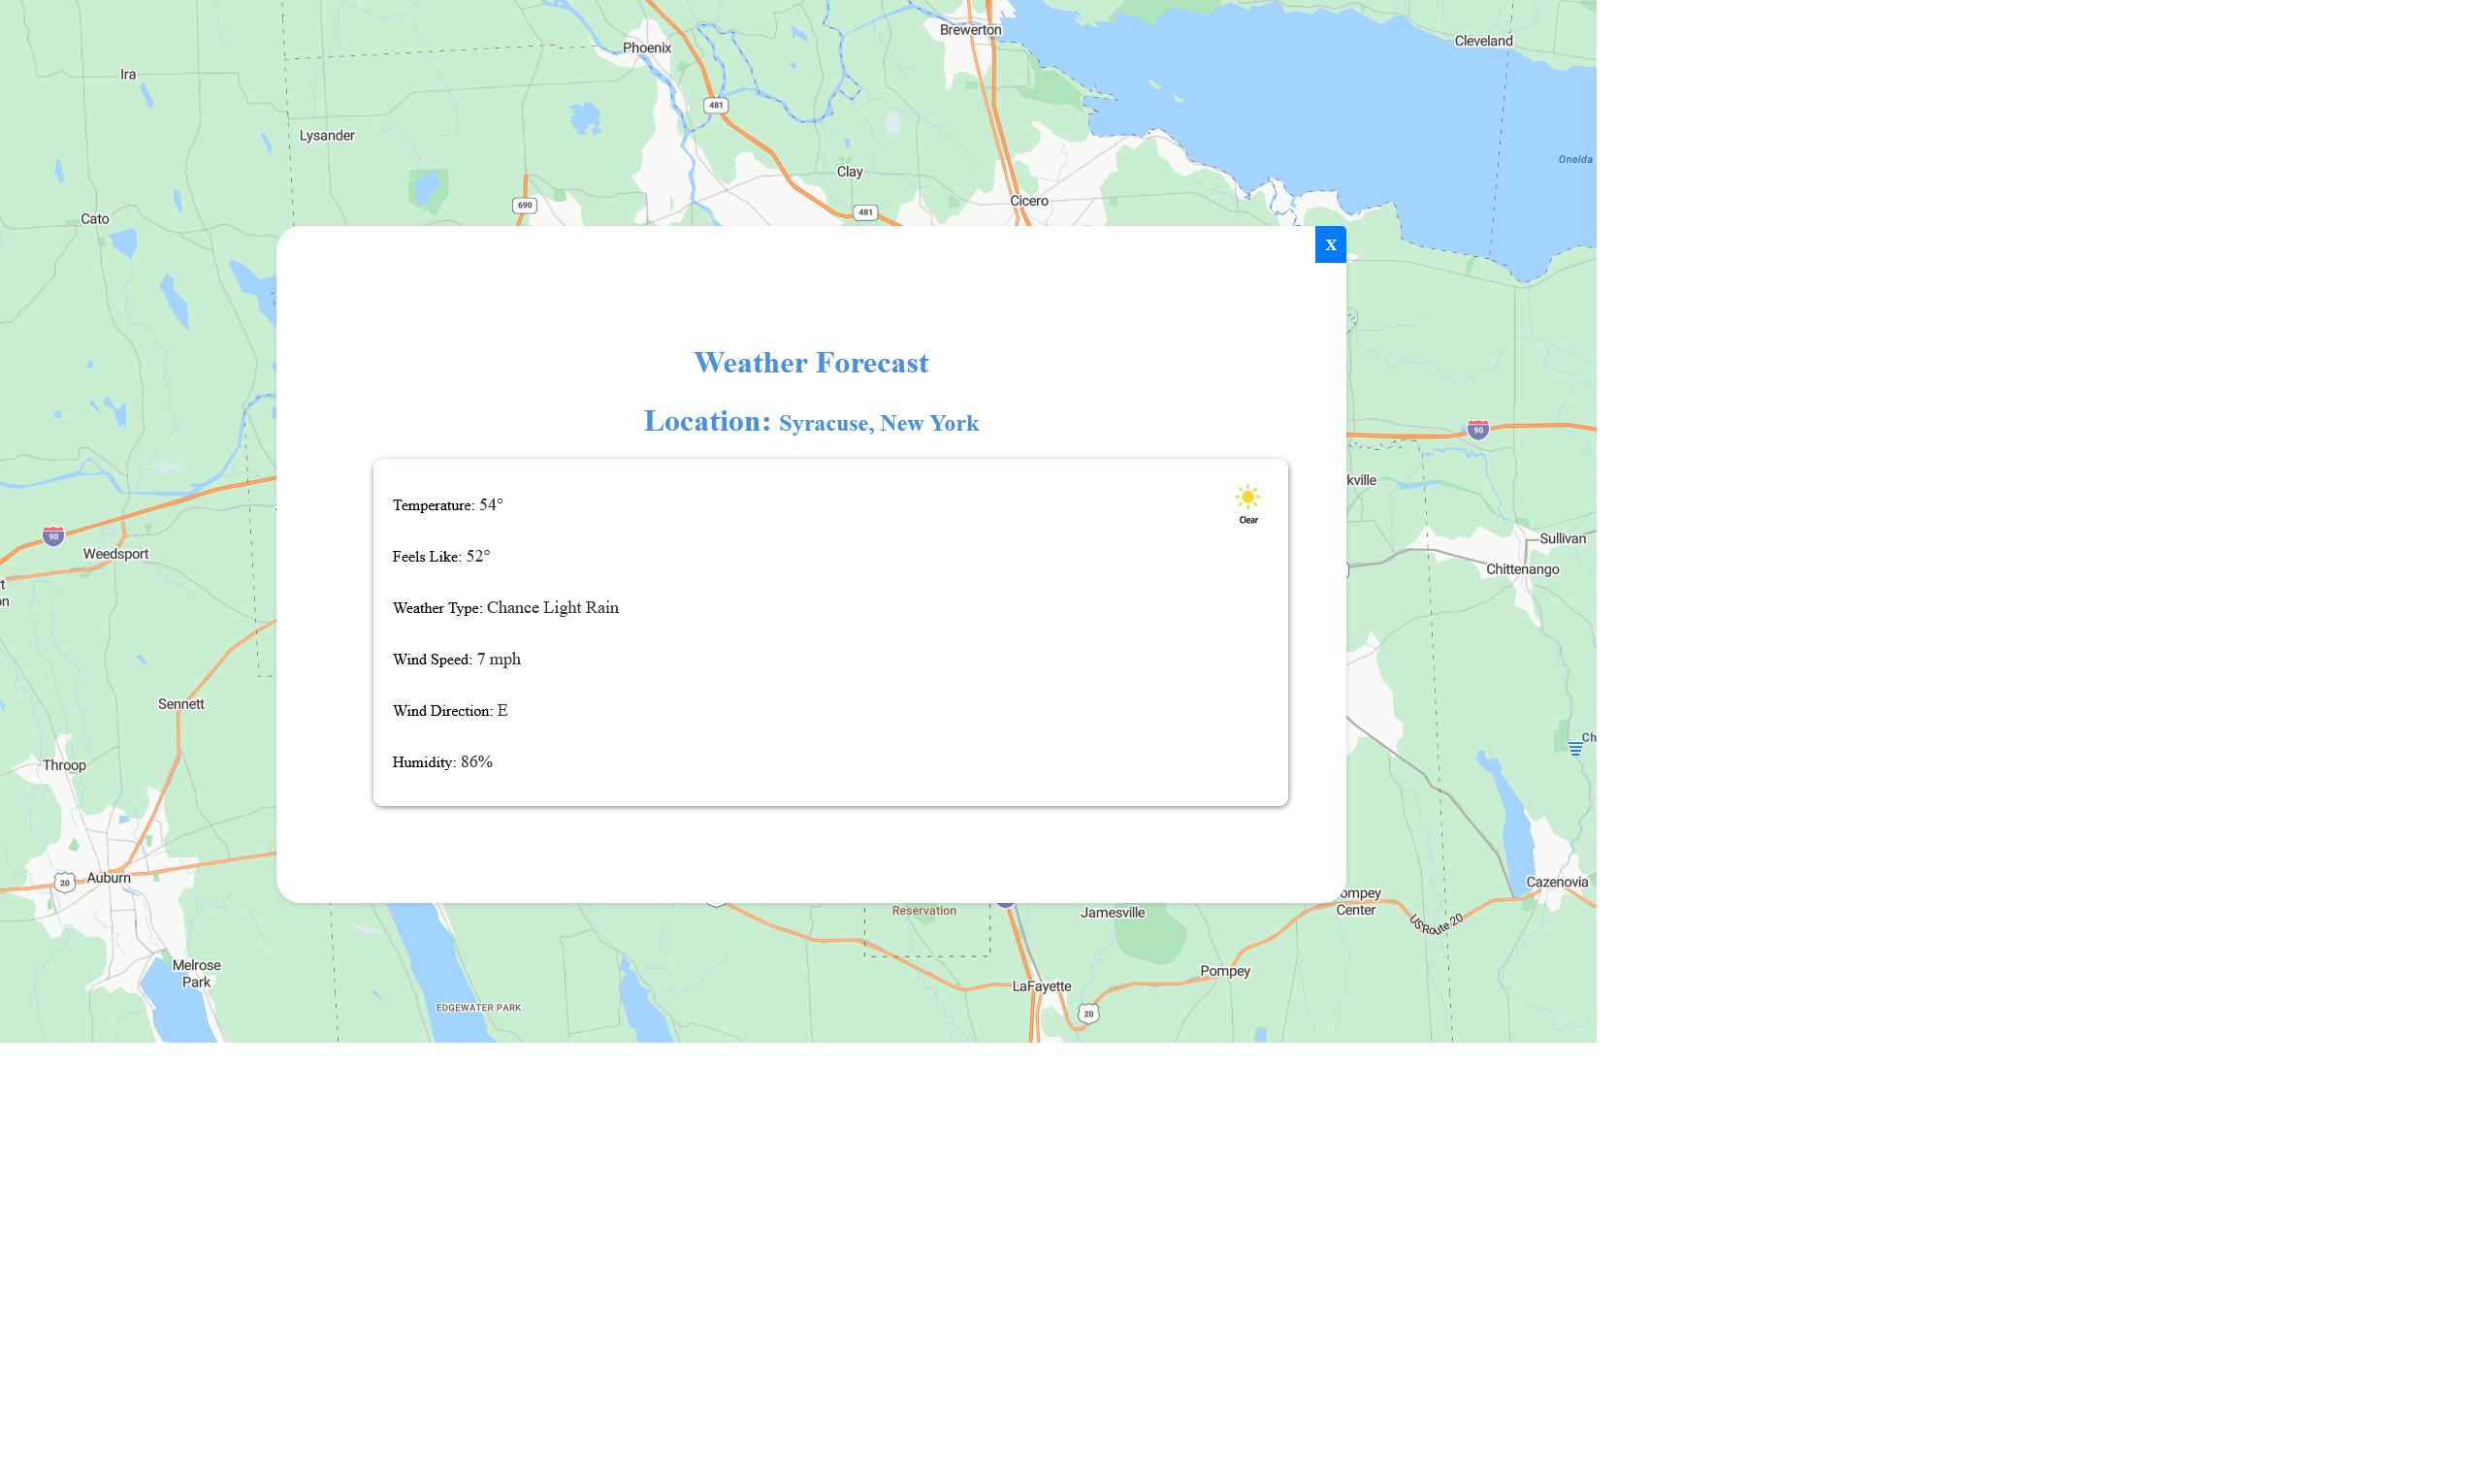 Brewerton
Cleveland
Phoenix
Ira
481
Lysander
Oneida
Clay
Cicero
690
481
Cato
X
Weather Forecast
Location: Syracuse, New York
90
kville
Temperature: 54°
Clear
90
Weedsport
Sullivan
Feels Like: 52°
Chittenango
Weather Type: Chance Light Rain
Wind Speed: 7 mph
Sennett
Wind Direction: E
Ch
Throop
Humidity: 86%
20
Auburn
Cazenovia
ompey
Center
Reservation
Jamesville
US Route 20
Melrose
Park
Pompey
LaFayette
EDGEWATER PARK
20